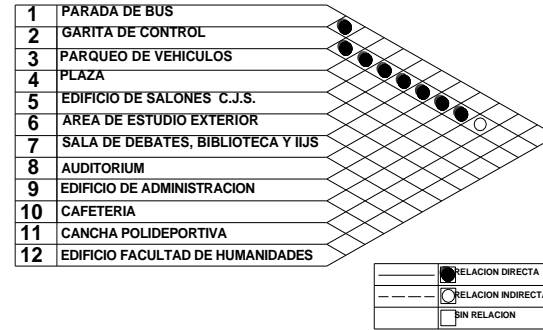 1 PARADA DE BUS
2 GARITA DE CONTROL
3 PARQUEO DE VEHICULOS
4 PLAZA
5 EDIFICIO DE SALONES C.J.S.
6 AREA DE ESTUDIO EXTERIOR
7 SALA DE DEBATES, BIBLIOTECA Y IIJS
8 AUDITORIUM
9 EDIFICIO DE ADMINISTRACION
10 CAFETERIA
11 CANCHA POLIDEPORTIVA
12 EDIFICIO FACULTAD DE HUMANIDADES
RELACION DIRECTA
RELACION INDIRECTA
SIN RELACION